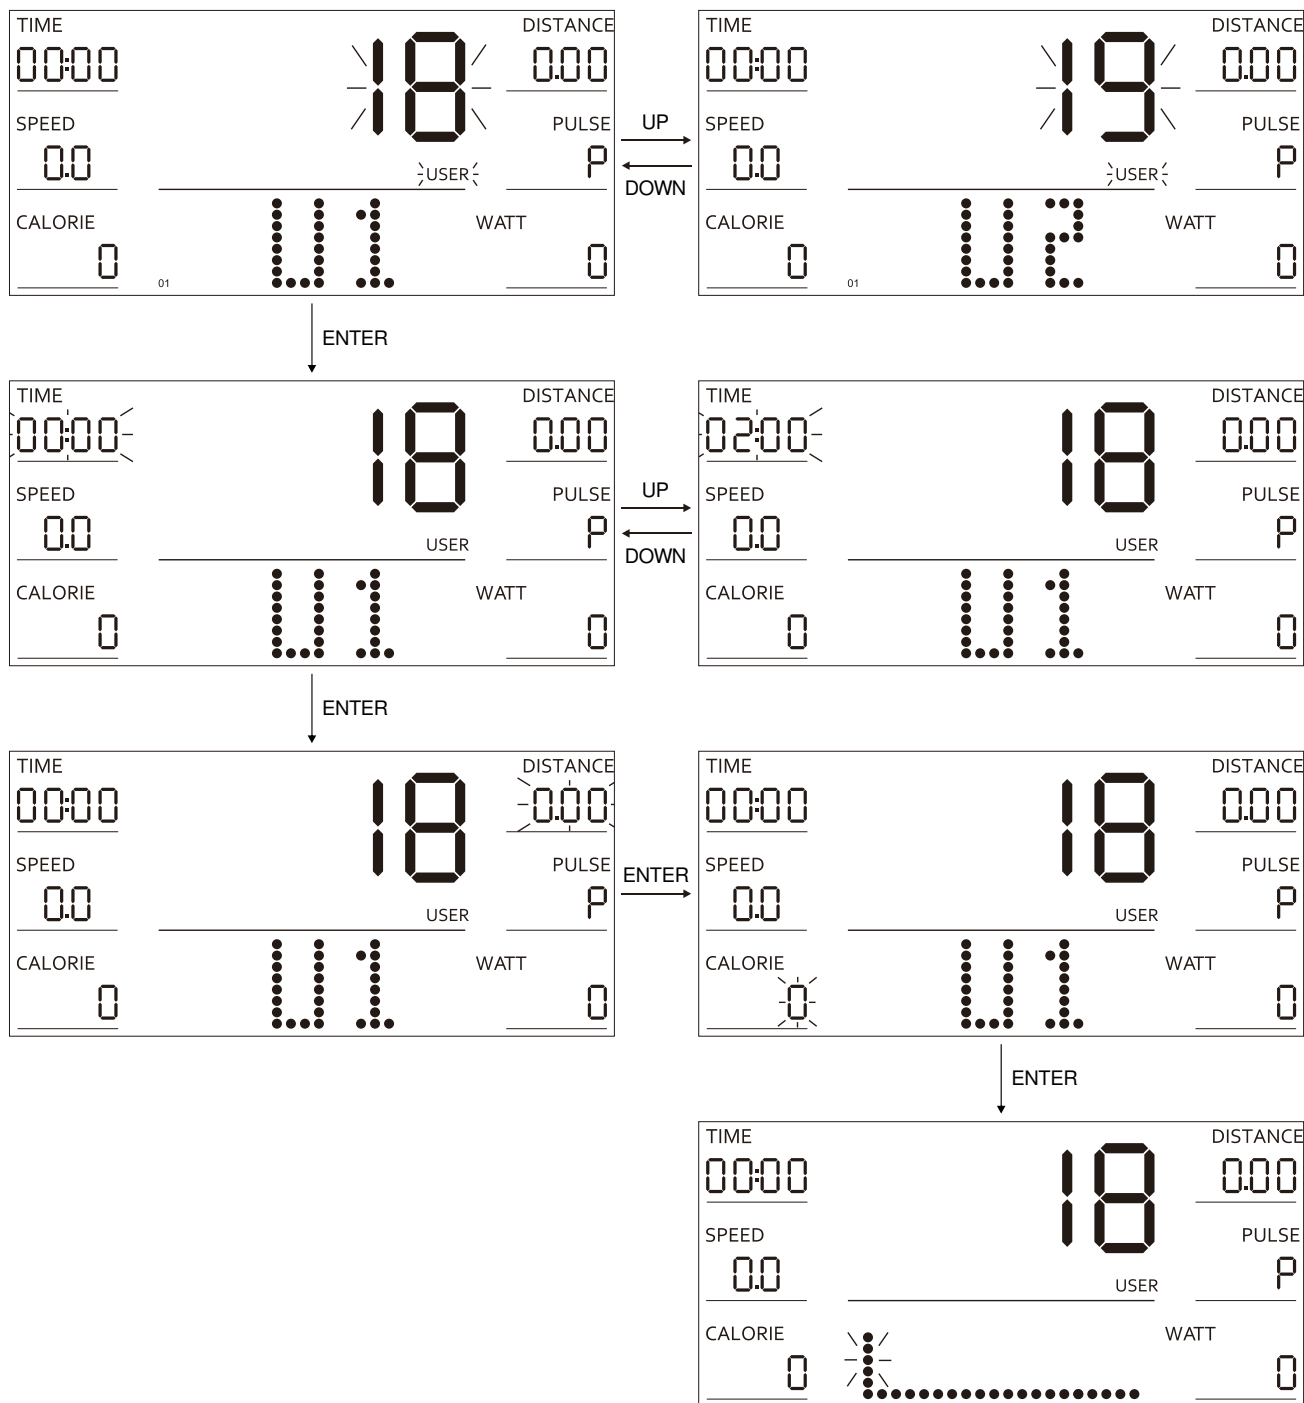 TIME
00:00
18
DISTANCE
0.00
SPEED
0.0
USER
PULSE
P
CALORIE
0
01
U1
WATT
0
UP
DOWN
TIME
00:00
19
DISTANCE
0.00
SPEED
0.0
USER
PULSE
P
CALORIE
0
01
U2
WATT
0
ENTER
TIME
00:00
18
DISTANCE
0.00
SPEED
0.0
USER
PULSE
P
CALORIE
0
U1
WATT
0
UP
DOWN
TIME
02:00
18
DISTANCE
0.00
SPEED
0.0
USER
PULSE
P
CALORIE
0
U1
WATT
0
ENTER
TIME
00:00
18
DISTANCE
0.00
SPEED
0.0
USER
PULSE
P
CALORIE
0
U1
WATT
0
ENTER
TIME
00:00
18
DISTANCE
0.00
SPEED
0.0
USER
PULSE
P
CALORIE
0
U1
WATT
0
ENTER
TIME
00:00
18
DISTANCE
0.00
SPEED
0.0
USER
PULSE
P
CALORIE
0
WATT
0